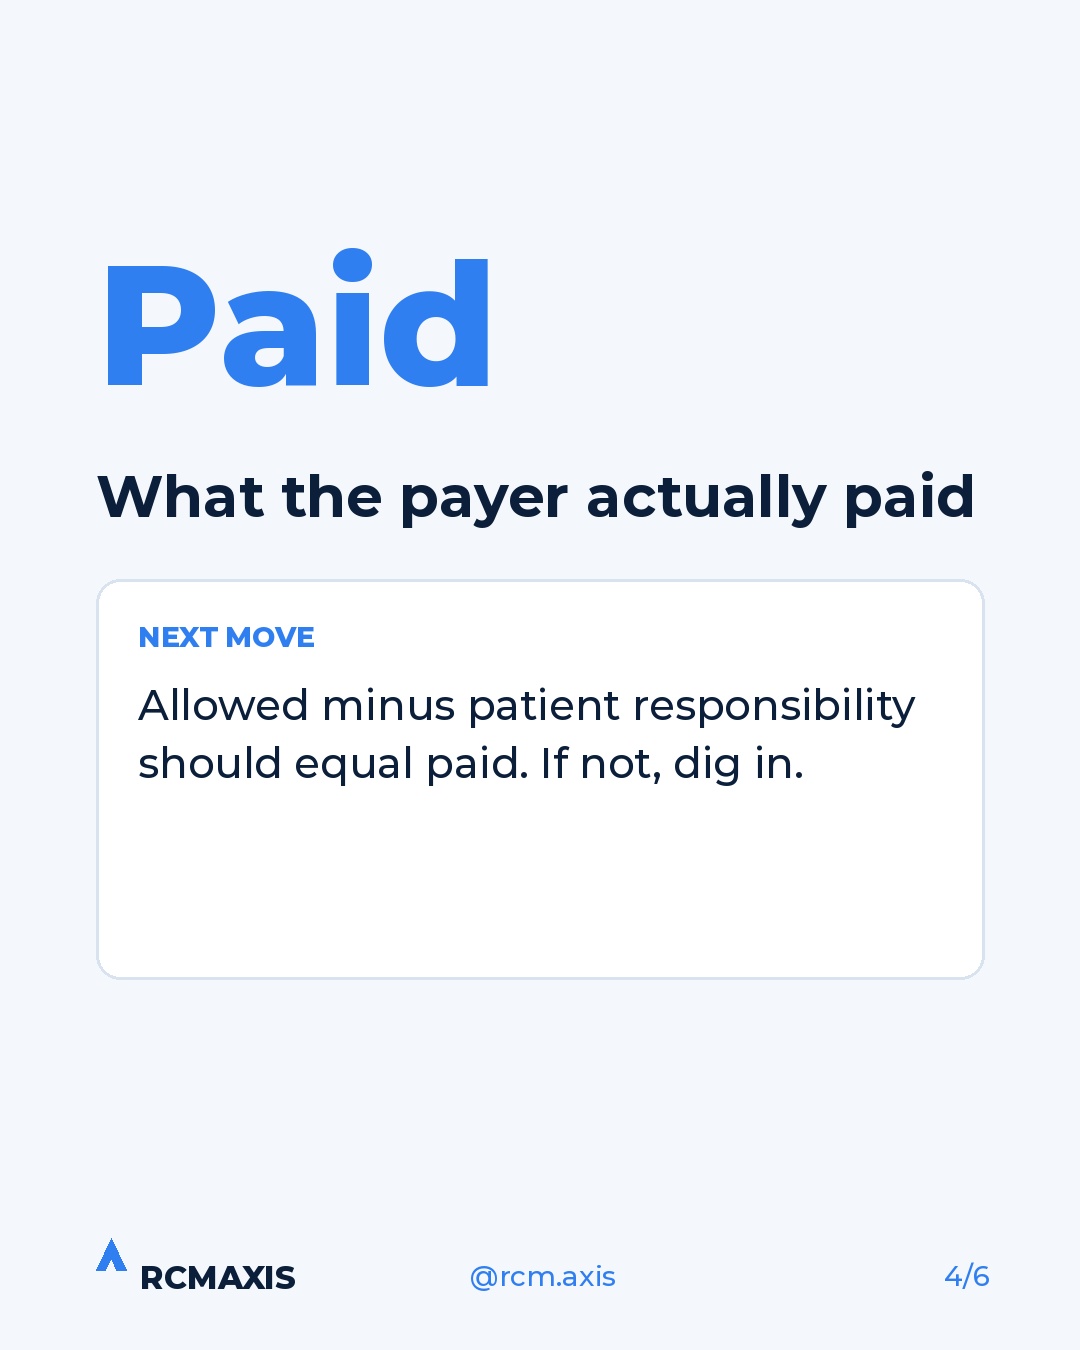 Paid
What the payer actually paid
NEXT MOVE
Allowed minus patient responsibility
should equal paid. If not, dig in.
RCMAXIS
@rcm.axis
4/6